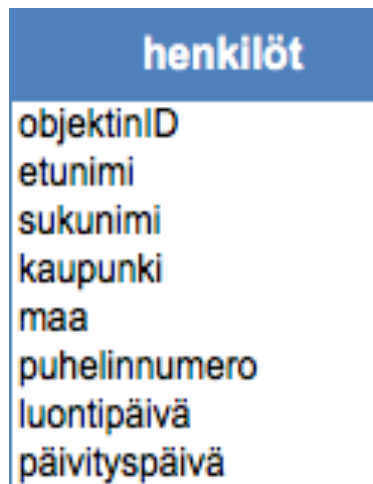 henkilöt
objektinID
etunimi
sukunimi
kaupunki
maa
puhelinnumero
luontipäivä
päivityspäivä